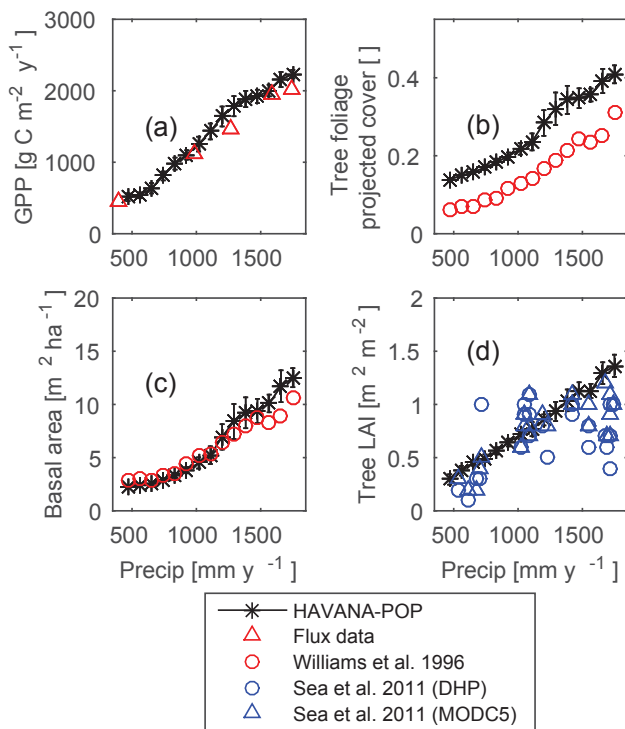 3000
2000
1000
0
GPP [g C m-2 y-1]
(a)
500 1000 1500
0.4
0.2
0
Tree foliage
projected cover [ ]
(b)
500 1000 1500
20
15
10
5
0
Basal area [m 2 ha -1]
(c)
500 1000 1500
Precip [mm y -1]
2
1.5
1
0.5
0
Tree LAI [m2 m-2]
(d)
500 1000 1500
Precip [mm y -1]
HAVANA-POP
Flux data
Williams et al. 1996
Sea et al. 2011 (DHP)
Sea et al. 2011 (MODC5)